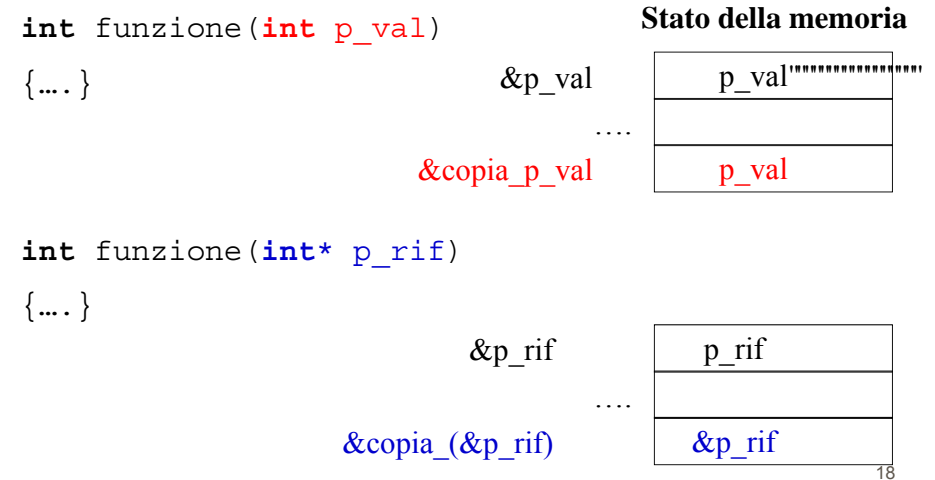 Stato della memoria
int funzione(int p_val)
{….}
&p_val p_val''''''''''''''''''''''''''''''''''
….
&copia_p_val p_val
int funzione(int* p_rif)
{….}
&p_rif p_rif
….
&copia_(&p_rif) &p_rif
18